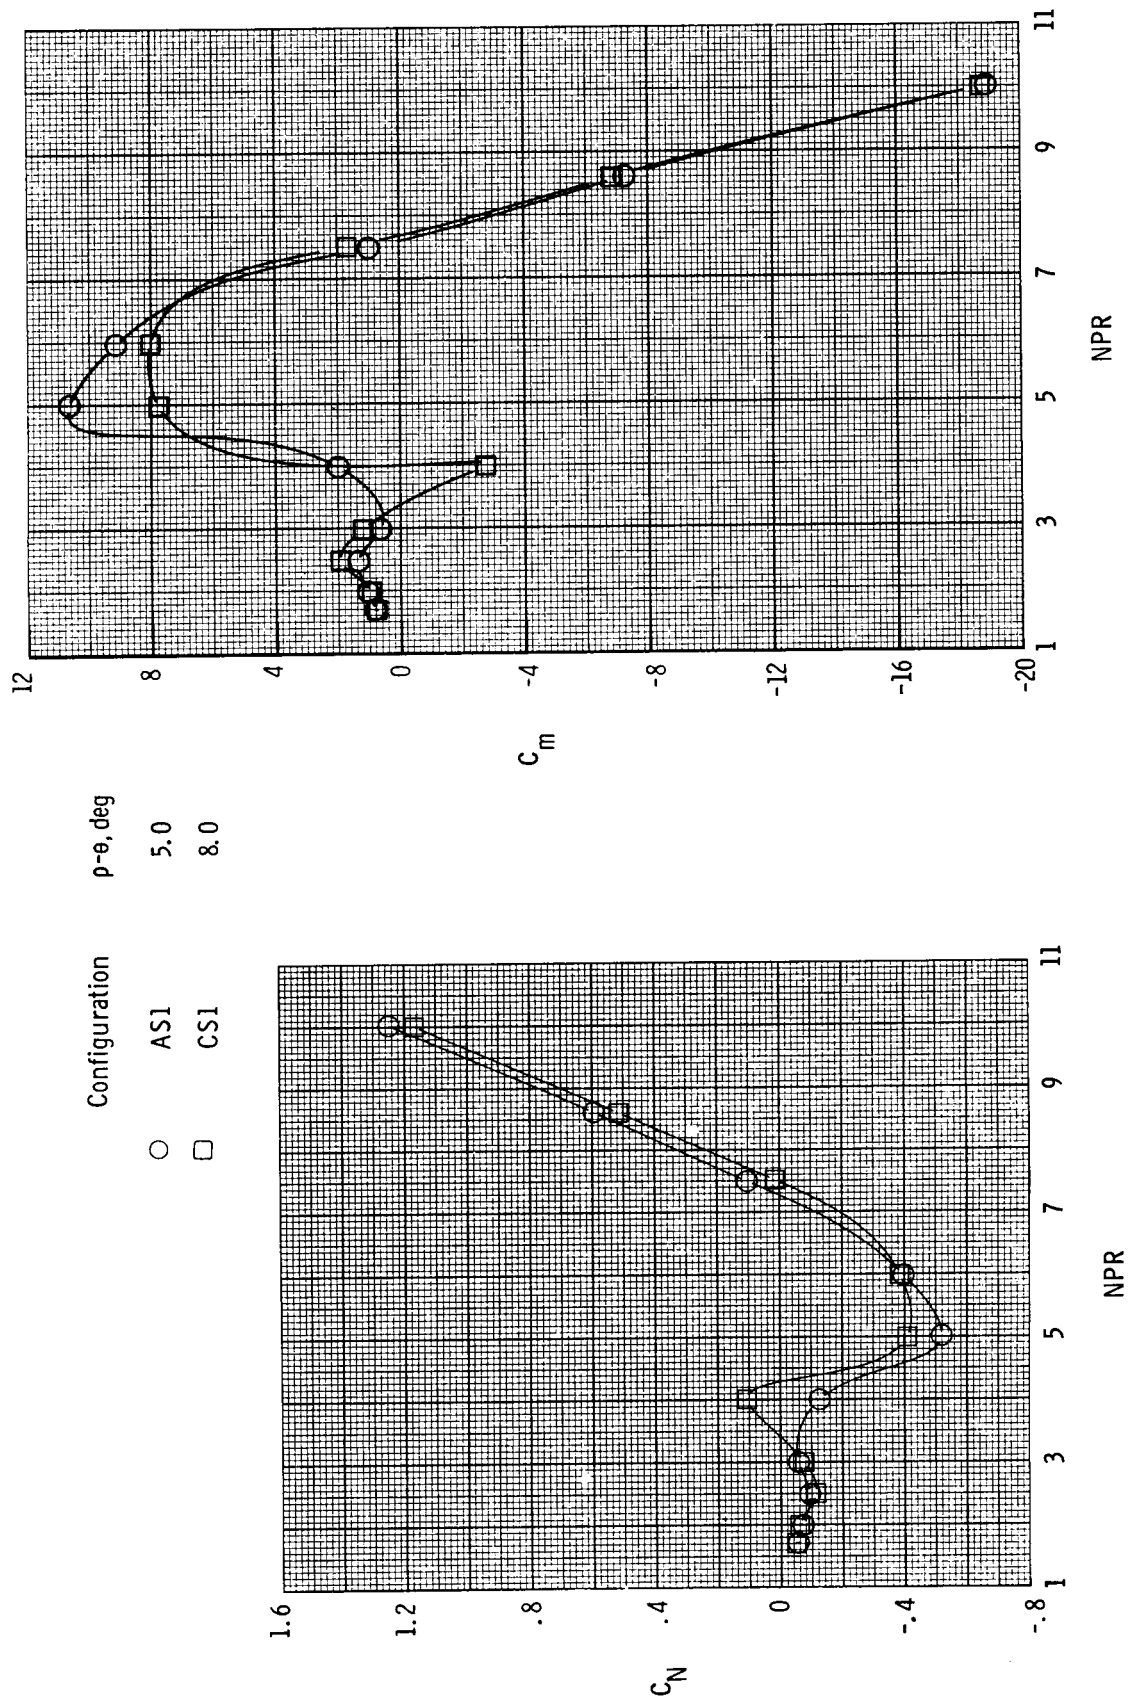 Configuration ρ-θ, deg
AS1 5.0
CS1 8.0
1.6
1.2
.8
.4
0
-.4
-.8
C_N
1 3 5 7 9 11
NPR
12
8
4
0
-4
-8
-12
-16
-20
C_m
1 3 5 7 9 11
NPR